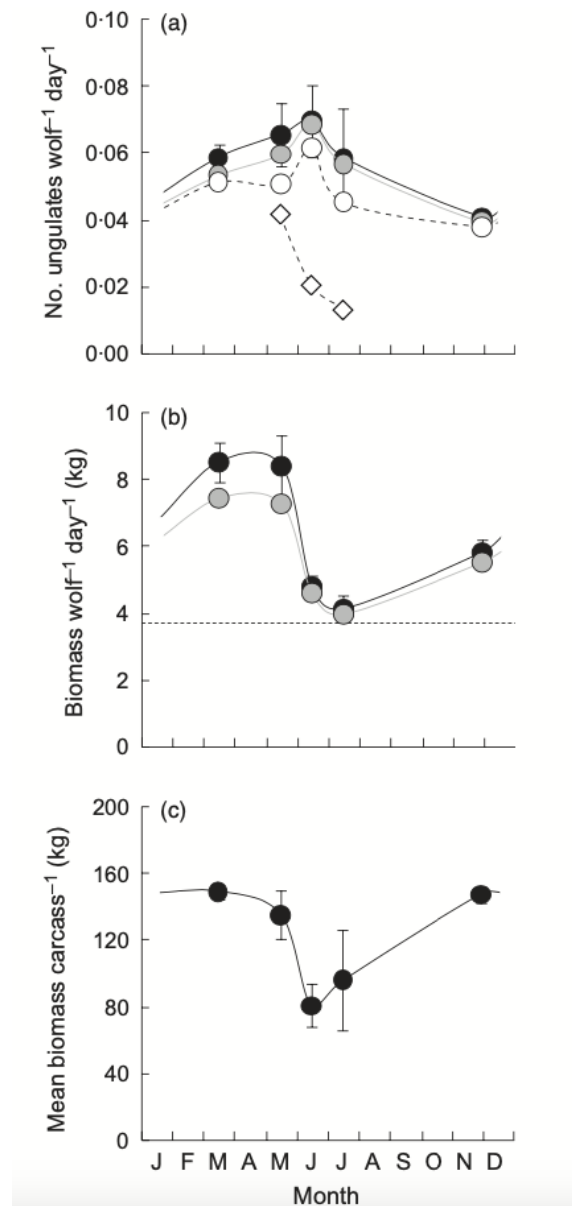 (a)
No. ungulates wolf⁻¹ day⁻¹
0·10
0·08
0·06
0·04
0·02
0·00
(b)
Biomass wolf⁻¹ day⁻¹ (kg)
10
8
6
4
2
0
(c)
Mean biomass carcass⁻¹ (kg)
200
160
120
80
40
0
J F M A M J J A S O N D
Month